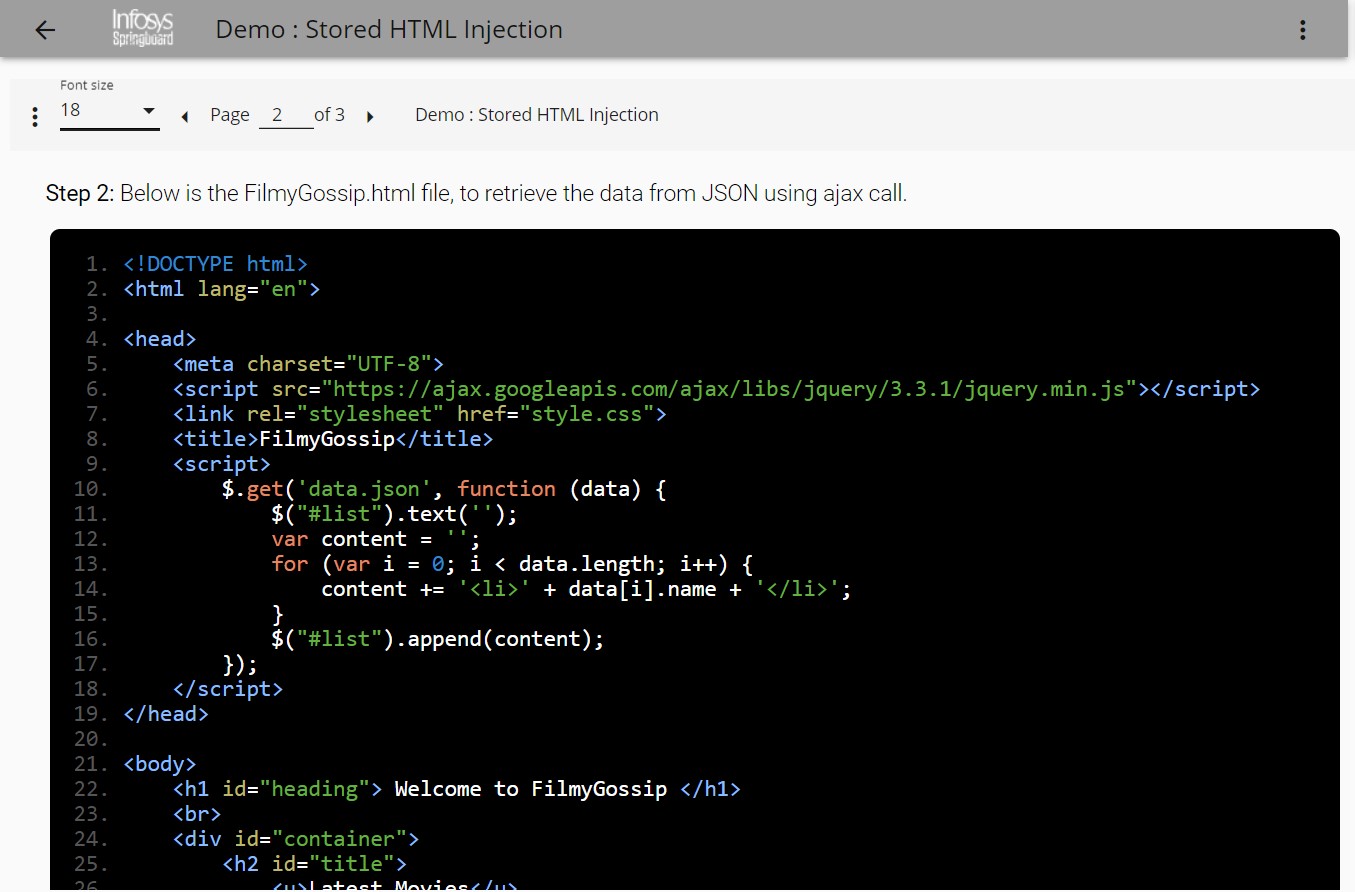 Infosys
Springboard
Demo : Stored HTML Injection
Font size
18
Page 2 of 3
Demo : Stored HTML Injection
Step 2: Below is the FilmyGossip.html file, to retrieve the data from JSON using ajax call.
1. <!DOCTYPE html>
2. <html lang="en">
3.
4. <head>
5.     <meta charset="UTF-8">
6.     <script src="https://ajax.googleapis.com/ajax/libs/jquery/3.3.1/jquery.min.js"></script>
7.     <link rel="stylesheet" href="style.css">
8.     <title>FilmyGossip</title>
9.     <script>
10.         $.get('data.json', function (data) {
11.             $("#list").text('');
12.             var content = '';
13.             for (var i = 0; i < data.length; i++) {
14.                 content += '<li>' + data[i].name + '</li>';
15.             }
16.             $("#list").append(content);
17.         });
18.     </script>
19. </head>
20.
21. <body>
22.     <h1 id="heading"> Welcome to FilmyGossip </h1>
23.     <br>
24.     <div id="container">
25.         <h2 id="title">
26.             <u>Latest Movies</u>